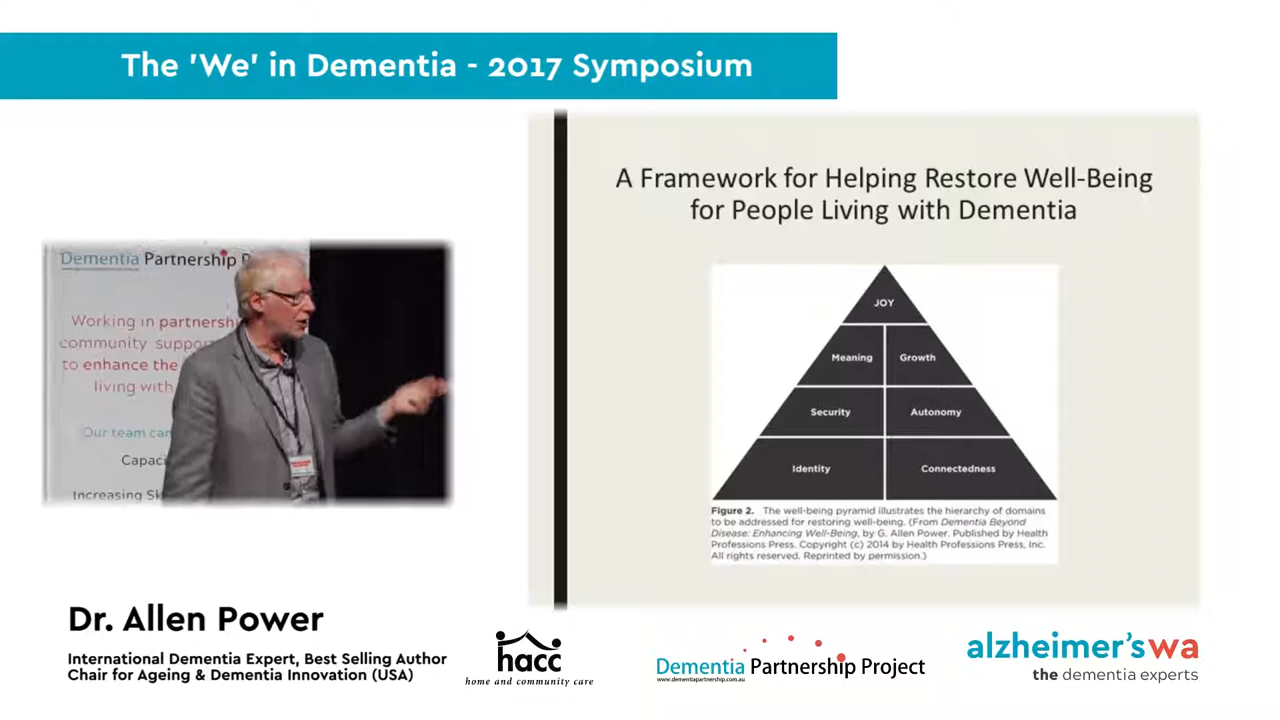 The 'We' in Dementia - 2017 Symposium
A Framework for Helping Restore Well-Being
for People Living with Dementia
JOY
Meaning Growth
Security Autonomy
Identity Connectedness
Figure 2. The well-being pyramid illustrates the hierarchy of domains
to be addressed for restoring well-being. (From Dementia Beyond
Disease: Enhancing Well-Being, by G. Allen Power. Published by Health
Professions Press. Copyright (c) 2014 by Health Professions Press, Inc.
All rights reserved. Reprinted by permission.)
Dementia Partnership P
Working in partnersh
community suppor
to enhance the
living with
Our team can
Capaci
Increasing Sk
Dr. Allen Power
International Dementia Expert, Best Selling Author
Chair for Ageing & Dementia Innovation (USA)
hacc
home and community care
Dementia Partnership Project
www.dementiapartnership.com.au
alzheimer'swa
the dementia experts